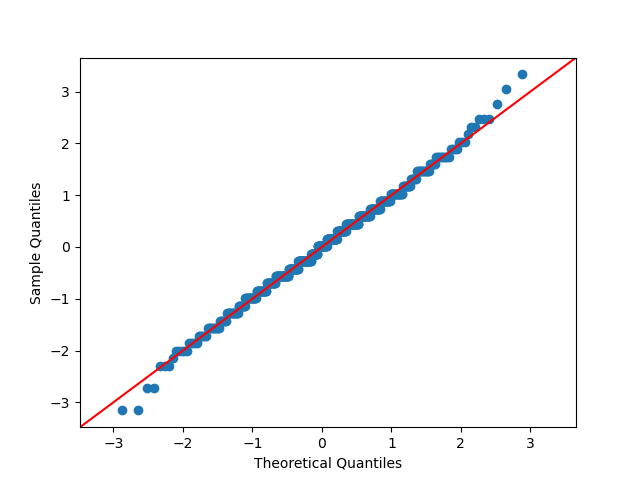 3
2
1
0
−1
−2
−3
Sample Quantiles
−3 −2 −1 0 1 2 3
Theoretical Quantiles